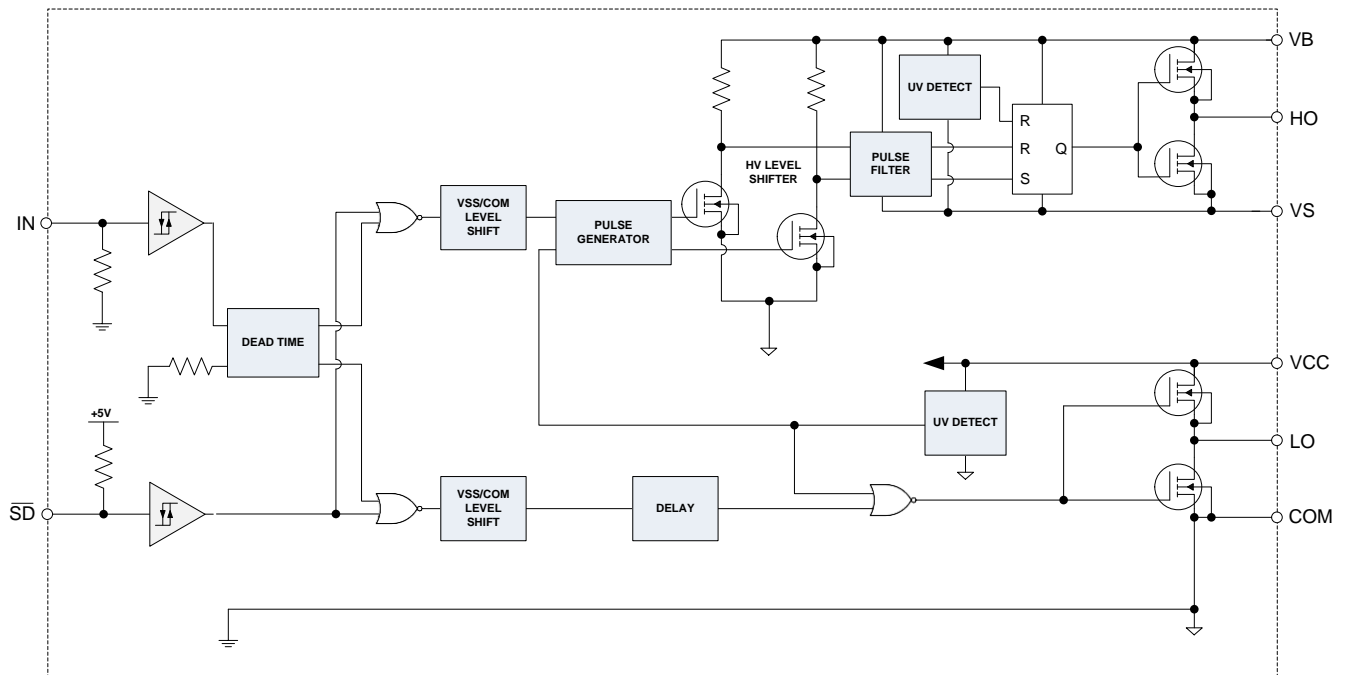 VB
UV DETECT
HO
R
R
Q
S
HV LEVEL
SHIFTER
PULSE
FILTER
VS
IN
VSS/COM
LEVEL
SHIFT
PULSE
GENERATOR
DEAD TIME
VCC
+5V
UV DETECT
LO
SD
VSS/COM
LEVEL
SHIFT
DELAY
COM